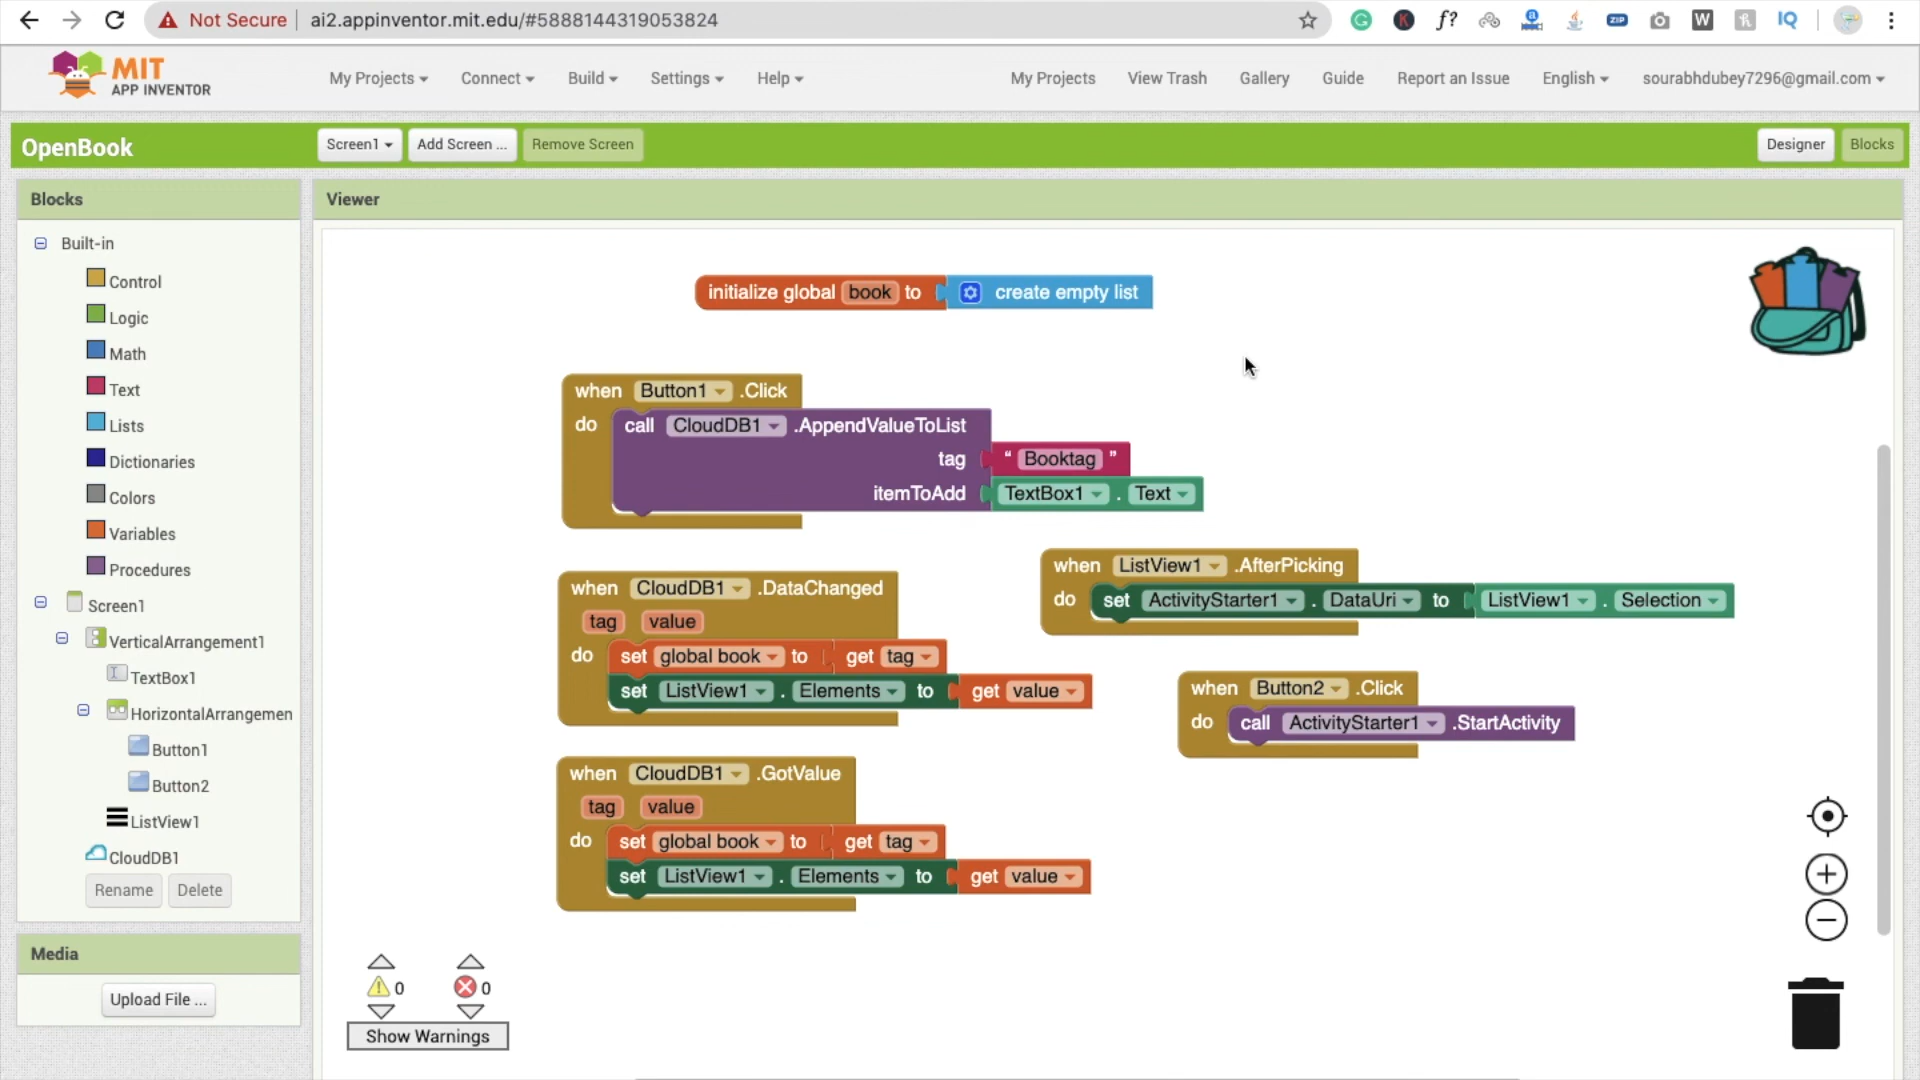 Not Secure | ai2.appinventor.mit.edu/#5888144319053824
MIT
APP INVENTOR
My Projects
Connect
Build
Settings
Help
My Projects
View Trash
Gallery
Guide
Report an Issue
English
sourabhdubey7296@gmail.com
OpenBook
Screen1
Add Screen ...
Remove Screen
Designer
Blocks
Blocks
Built-in
Control
Logic
Math
Text
Lists
Dictionaries
Colors
Variables
Procedures
Screen1
VerticalArrangement1
TextBox1
HorizontalArrangemen
Button1
Button2
ListView1
CloudDB1
Rename
Delete
Media
Upload File ...
Viewer
initialize global book to create empty list
when Button1 .Click
do call CloudDB1 .AppendValueToList
tag " Booktag "
itemToAdd TextBox1 . Text
when CloudDB1 .DataChanged
tag value
do set global book to get tag
set ListView1 . Elements to get value
when CloudDB1 .GotValue
tag value
do set global book to get tag
set ListView1 . Elements to get value
when ListView1 .AfterPicking
do set ActivityStarter1 . DataUri to ListView1 . Selection
when Button2 .Click
do call ActivityStarter1 .StartActivity
0 0
Show Warnings
f?
K
ZIP
W
IQ